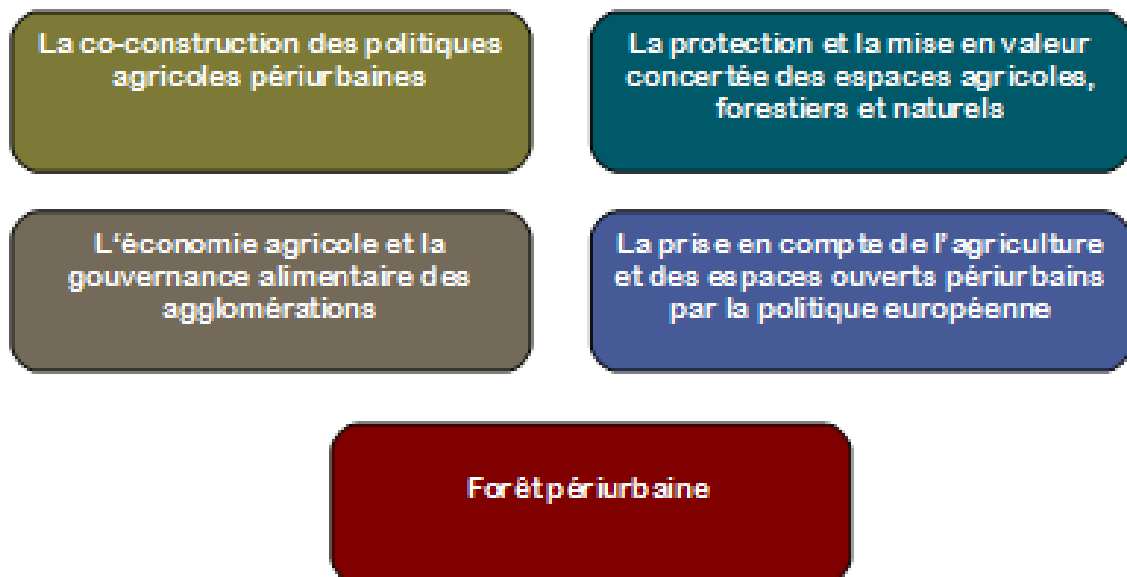 La co-construction des politiques
agricoles périurbaines
La protection et la mise en valeur
concertée des espaces agricoles,
forestiers et naturels
L'économie agricole et la
gouvernance alimentaire des
agglomérations
La prise en compte de l'agriculture
et des espaces ouverts périurbains
par la politique européenne
Forêt périurbaine